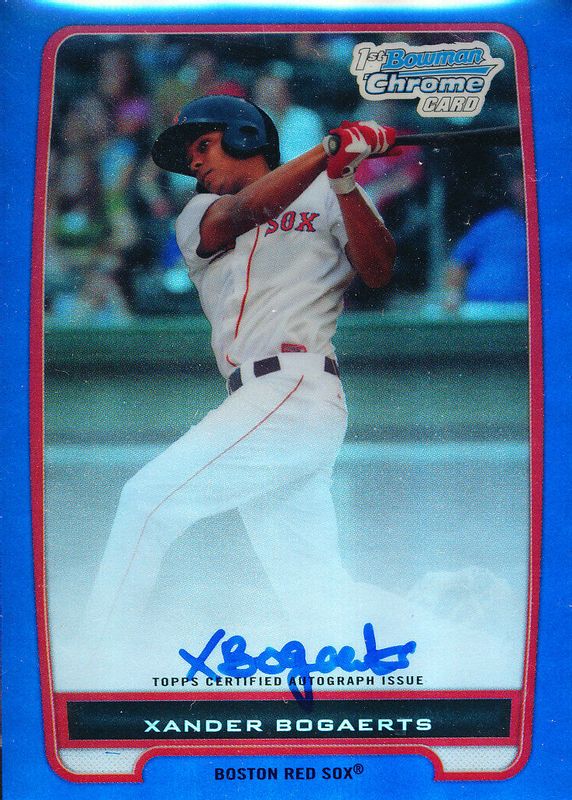 1st Bowman
Chrome
CARD
SOX
XBogaerts
TOPPS CERTIFIED AUTOGRAPH ISSUE
XANDER BOGAERTS
BOSTON RED SOX®